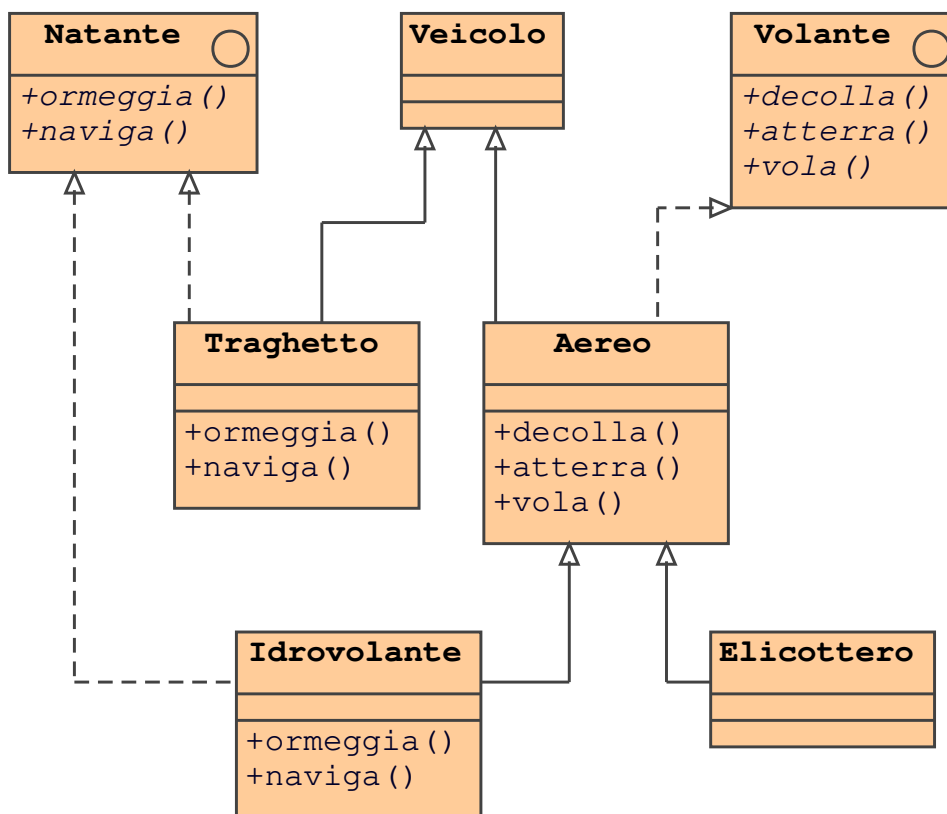 Natante
+ormeggia()
+naviga()
Veicolo
Volante
+decolla()
+atterra()
+vola()
Traghetto
+ormeggia()
+naviga()
Aereo
+decolla()
+atterra()
+vola()
Idrovolante
+ormeggia()
+naviga()
Elicottero